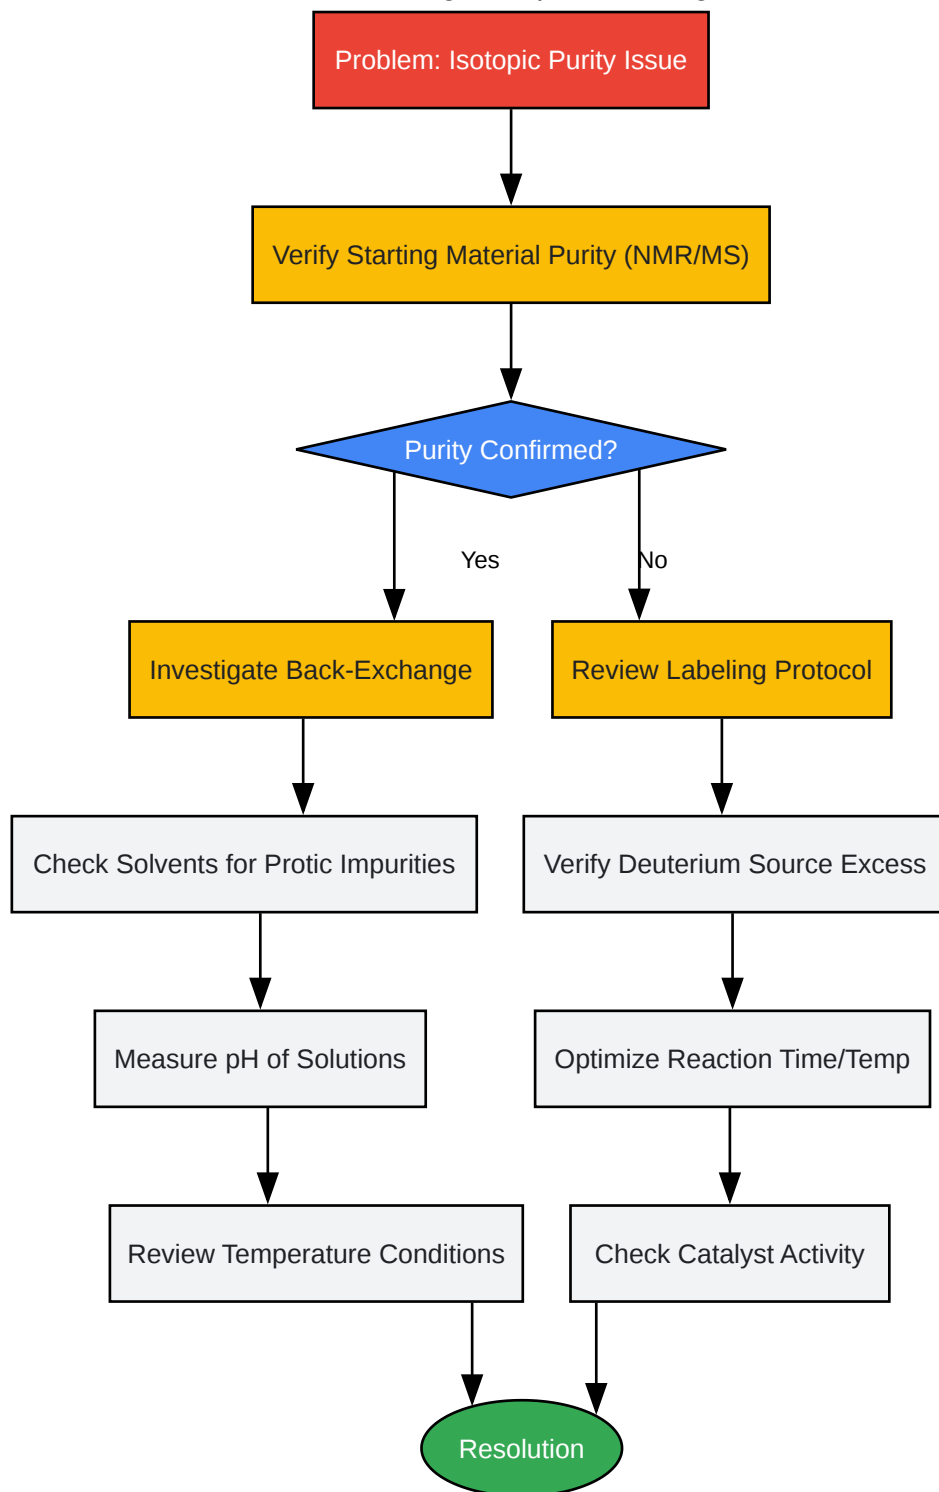 Problem: Isotopic Purity Issue
Verify Starting Material Purity (NMR/MS)
Purity Confirmed?
Yes
No
Investigate Back-Exchange
Review Labeling Protocol
Check Solvents for Protic Impurities
Verify Deuterium Source Excess
Measure pH of Solutions
Optimize Reaction Time/Temp
Review Temperature Conditions
Check Catalyst Activity
Resolution